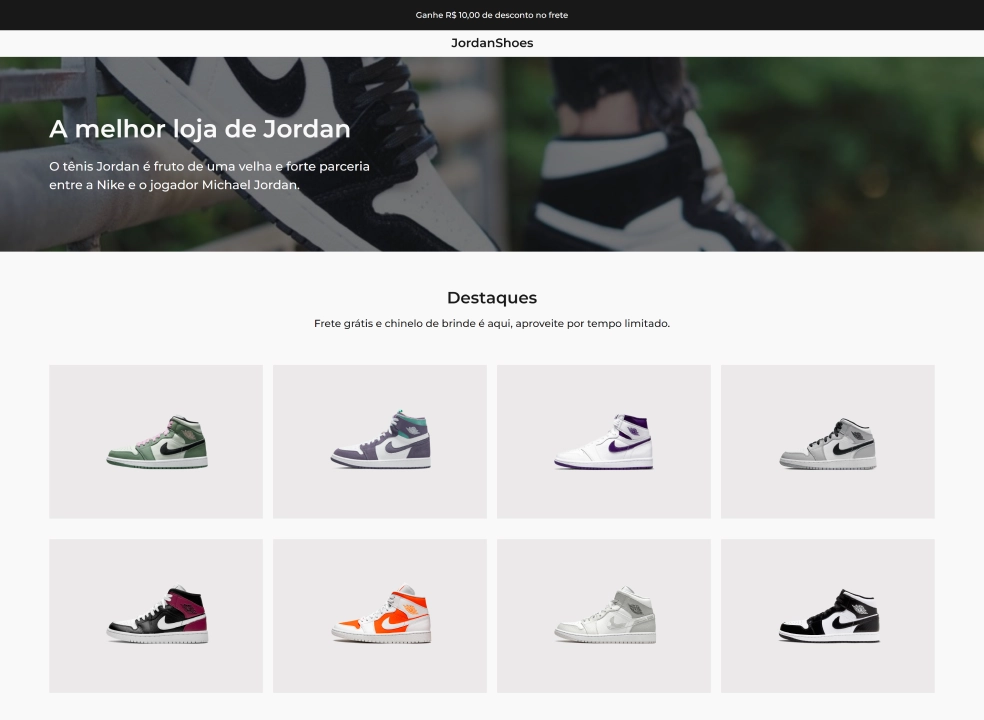 Ganhe R$ 10,00 de desconto no frete
JordanShoes
A melhor loja de Jordan
O tênis Jordan é fruto de uma velha e forte parceria
entre a Nike e o jogador Michael Jordan.
Destaques
Frete grátis e chinelo de brinde é aqui, aproveite por tempo limitado.